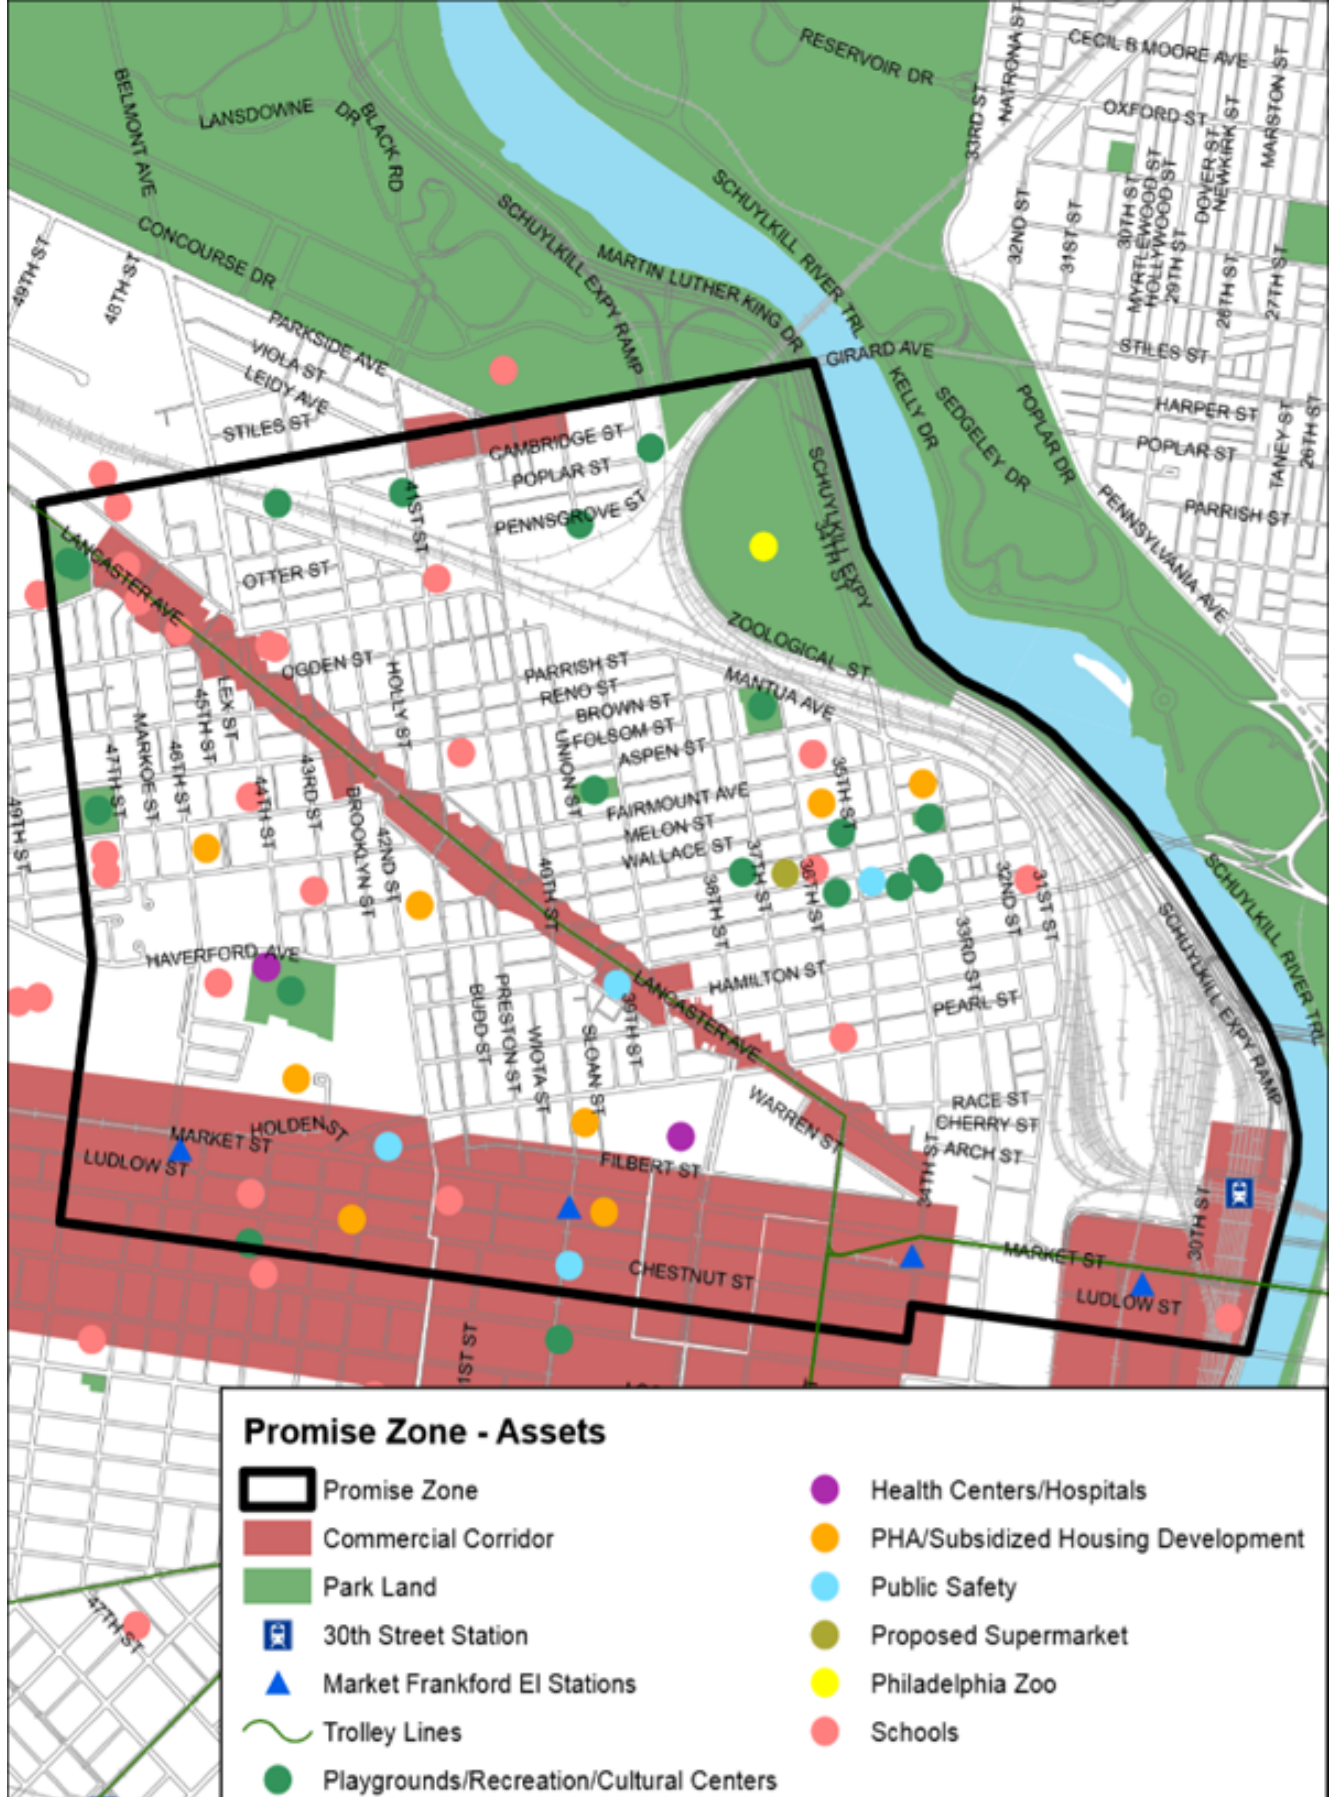 RESERVOIR DR
CECIL B MOORE AVE
NATRONA ST
33RD ST
OXFORD ST
MARSTON ST
NEWKIRK ST
DOVER ST
BELMONT AVE
LANSDOWNE DR
BLACK RD
SCHUYLKILL EXPY RAMP
SCHUYLKILL RIVER TRL
MARTIN LUTHER KING DR
32ND ST
31ST ST
30TH ST
MYRTLEWOOD ST
HOLLYWOOD ST
29TH ST
26TH ST
27TH ST
CONCOURSE DR
49TH ST
48TH ST
PARKSIDE AVE
VIOLA ST
LEIDY AVE
STILES ST
GIRARD AVE
STILES ST
KELLY DR
SEDGELEY DR
POPLAR DR
HARPER ST
POPLAR ST
TANEY ST
26TH ST
PARRISH ST
PENNSYLVANIA AVE
CAMBRIDGE ST
POPLAR ST
PENNSGROVE ST
41ST ST
SCHUYLKILL EXPY
34TH ST
LANCASTER AVE
OTTER ST
ZOOLOGICAL ST
MANTUA AVE
OGDEN ST
HOLLY ST
PARRISH ST
RENO ST
BROWN ST
FOLSOM ST
ASPEN ST
UNION ST
LEX ST
45TH ST
MARKOE ST
46TH ST
47TH ST
44TH ST
43RD ST
BROOKLYN ST
42ND ST
49TH ST
FAIRMOUNT AVE
MELON ST
WALLACE ST
35TH ST
36TH ST
37TH ST
38TH ST
40TH ST
33RD ST
32ND ST
31ST ST
SCHUYLKILL RIVER TRL
SCHUYLKILL EXPY RAMP
HAVERFORD AVE
HAMILTON ST
PEARL ST
LANCASTER AVE
39TH ST
BUDD ST
PRESTON ST
WIOTA ST
SLOAN ST
WARREN ST
RACE ST
CHERRY ST
ARCH ST
34TH ST
HOLDEN ST
MARKET ST
LUDLOW ST
FILBERT ST
CHESTNUT ST
30TH ST
MARKET ST
LUDLOW ST
1ST ST
47TH ST
Promise Zone - Assets
Promise Zone
Commercial Corridor
Park Land
30th Street Station
Market Frankford El Stations
Trolley Lines
Playgrounds/Recreation/Cultural Centers
Health Centers/Hospitals
PHA/Subsidized Housing Development
Public Safety
Proposed Supermarket
Philadelphia Zoo
Schools